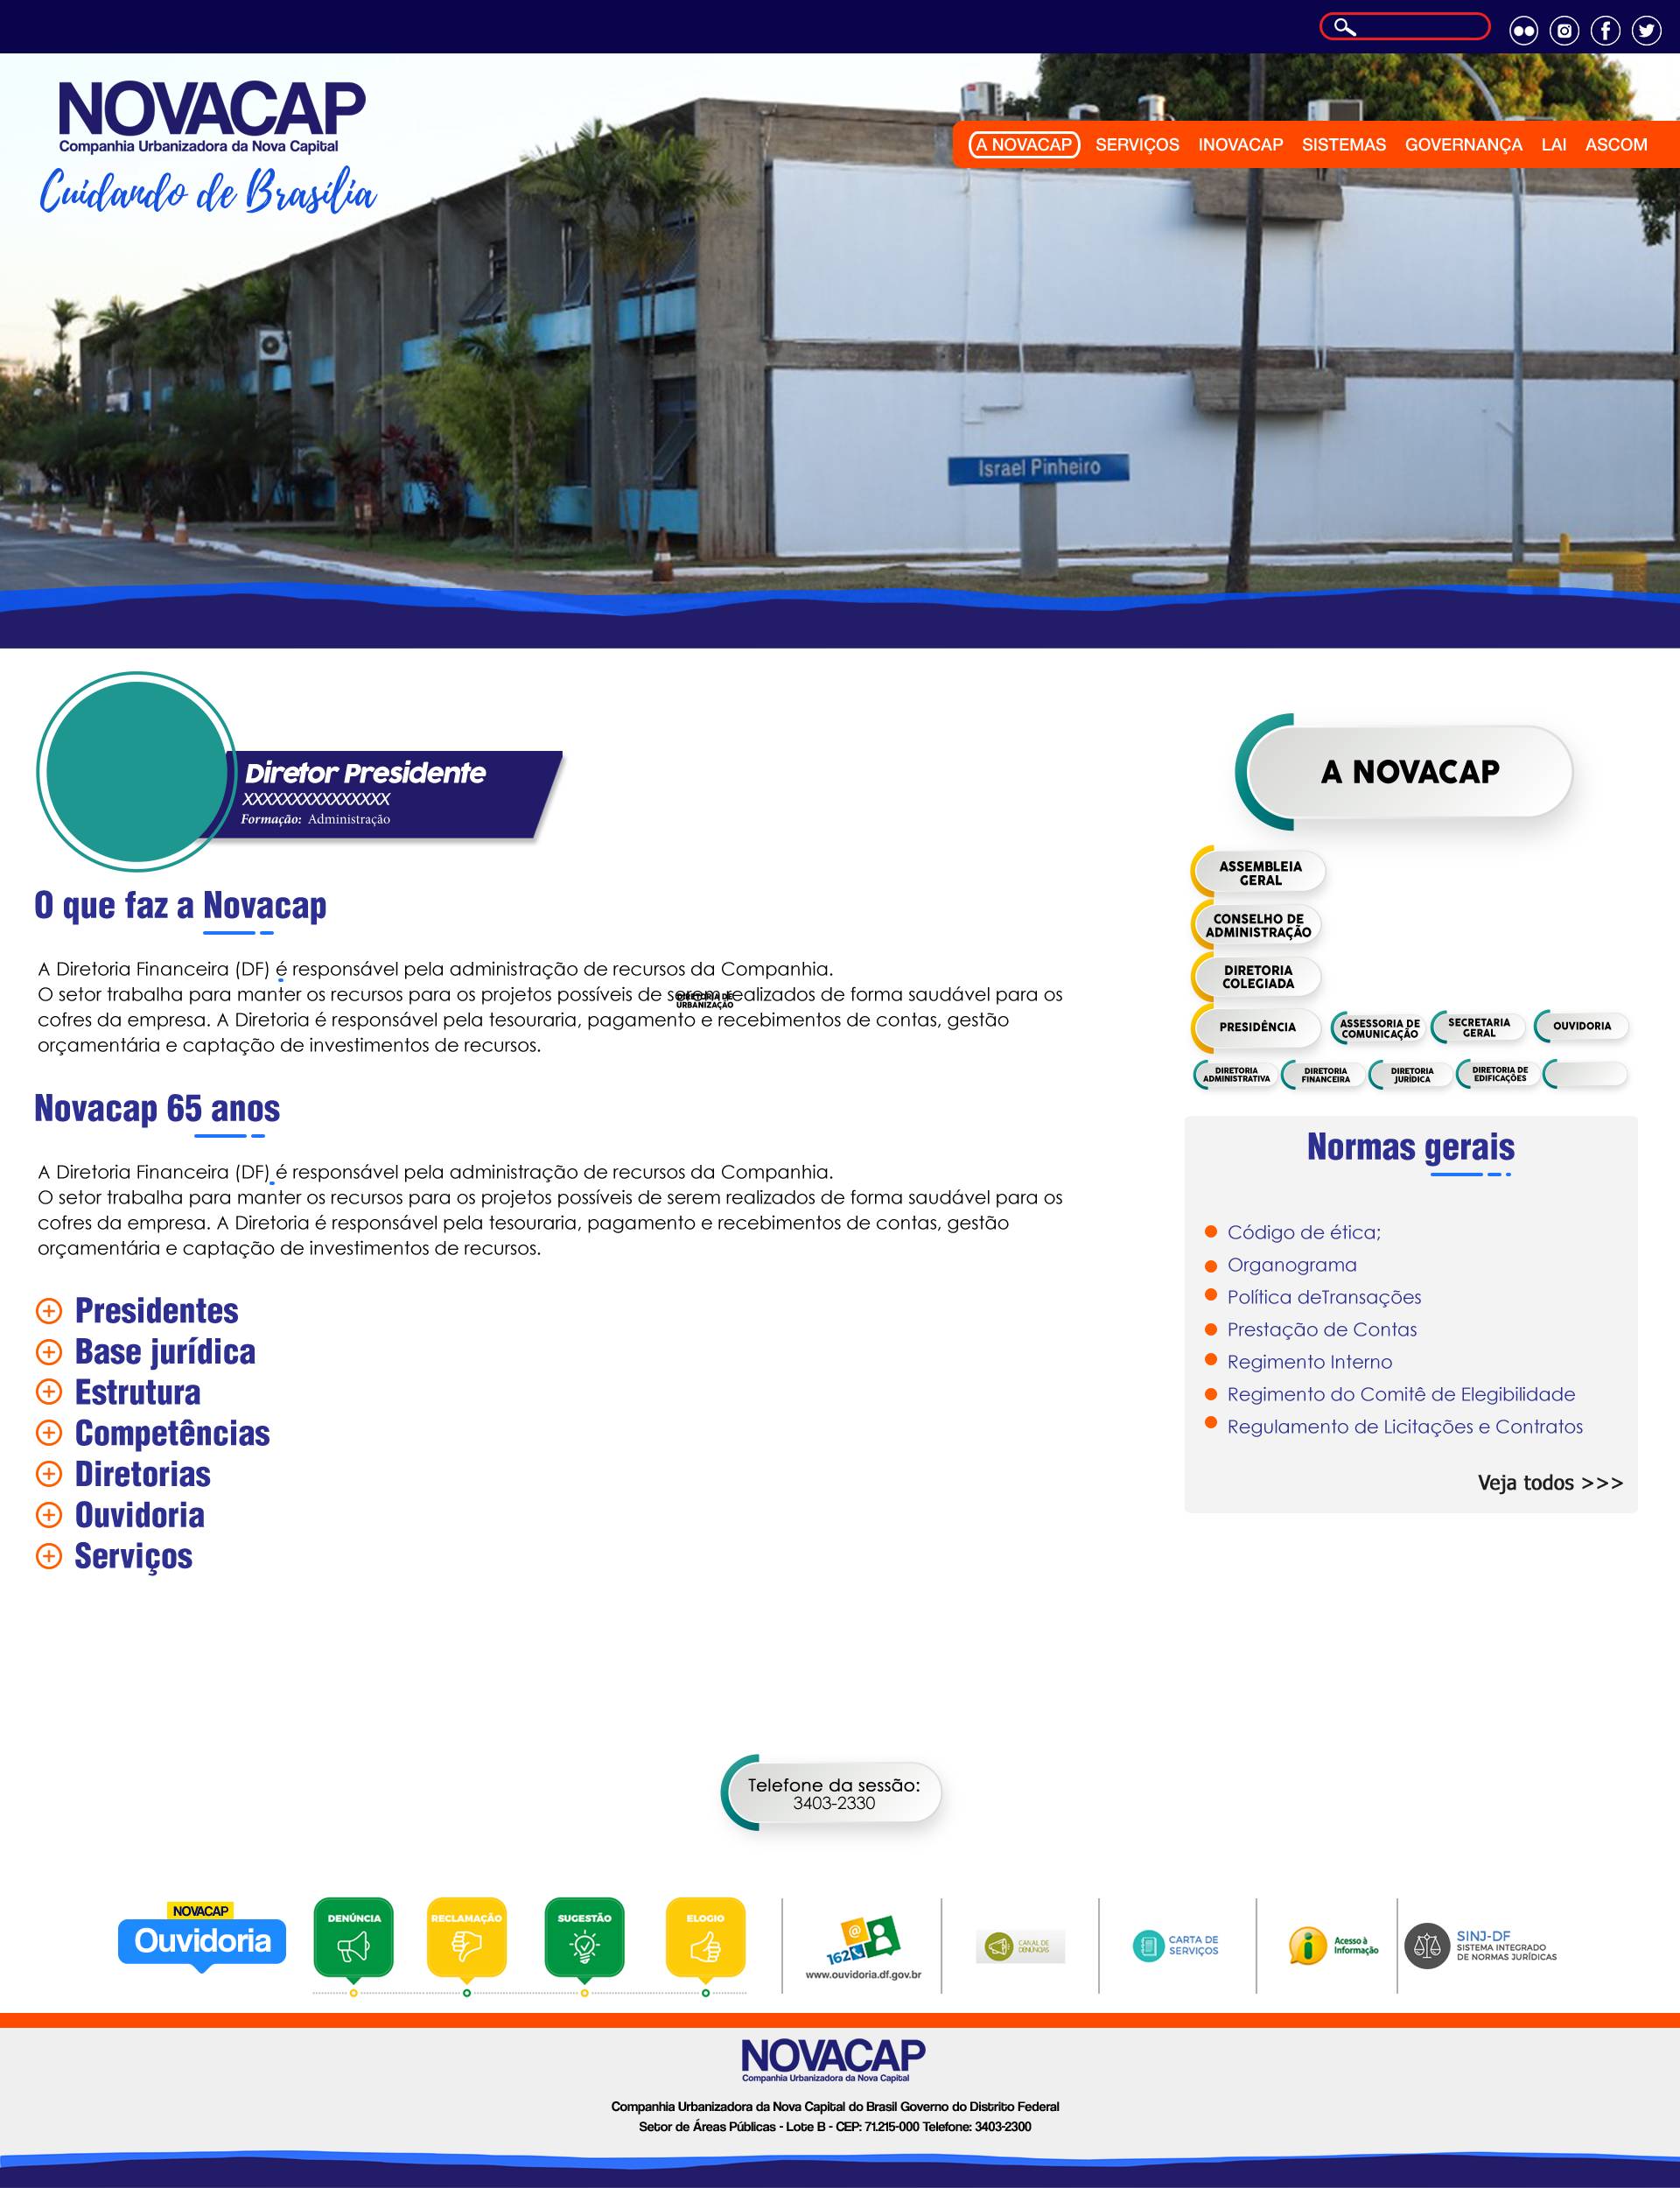 NOVACAP
Companhia Urbanizadora da Nova Capital
Cuidando de Brasília
A NOVACAP SERVIÇOS INOVACAP SISTEMAS GOVERNANÇA LAI ASCOM
Israel Pinheiro
Diretor Presidente
XXXXXXXXXXXXXXX
Formação: Administração
O que faz a Novacap
A Diretoria Financeira (DF) é responsável pela administração de recursos da Companhia.
O setor trabalha para manter os recursos para os projetos possíveis de serem realizados de forma saudável para os
cofres da empresa. A Diretoria é responsável pela tesouraria, pagamento e recebimentos de contas, gestão
orçamentária e captação de investimentos de recursos.
DIRETORIA DE
URBANIZAÇÃO
Novacap 65 anos
A Diretoria Financeira (DF) é responsável pela administração de recursos da Companhia.
O setor trabalha para manter os recursos para os projetos possíveis de serem realizados de forma saudável para os
cofres da empresa. A Diretoria é responsável pela tesouraria, pagamento e recebimentos de contas, gestão
orçamentária e captação de investimentos de recursos.
Presidentes
Base jurídica
Estrutura
Competências
Diretorias
Ouvidoria
Serviços
A NOVACAP
ASSEMBLEIA
GERAL
CONSELHO DE
ADMINISTRAÇÃO
DIRETORIA
COLEGIADA
PRESIDÊNCIA
ASSESSORIA DE
COMUNICAÇÃO
SECRETARIA
GERAL
OUVIDORIA
DIRETORIA
ADMINISTRATIVA
DIRETORIA
FINANCEIRA
DIRETORIA
JURÍDICA
DIRETORIA DE
EDIFICAÇÕES
Normas gerais
Código de ética;
Organograma
Política deTransações
Prestação de Contas
Regimento Interno
Regimento do Comitê de Elegibilidade
Regulamento de Licitações e Contratos
Veja todos >>>
Telefone da sessão:
3403-2330
NOVACAP
Ouvidoria
DENÚNCIA
RECLAMAÇÃO
SUGESTÃO
ELOGIO
@
162
www.ouvidoria.df.gov.br
CANAL DE
DENÚNCIAS
CARTA DE
SERVIÇOS
i
Acesso à
Informação
SINJ-DF
SISTEMA INTEGRADO
DE NORMAS JURÍDICAS
NOVACAP
Companhia Urbanizadora da Nova Capital
Companhia Urbanizadora da Nova Capital do Brasil Governo do Distrito Federal
Setor de Áreas Públicas - Lote B - CEP: 71.215-000 Telefone: 3403-2300